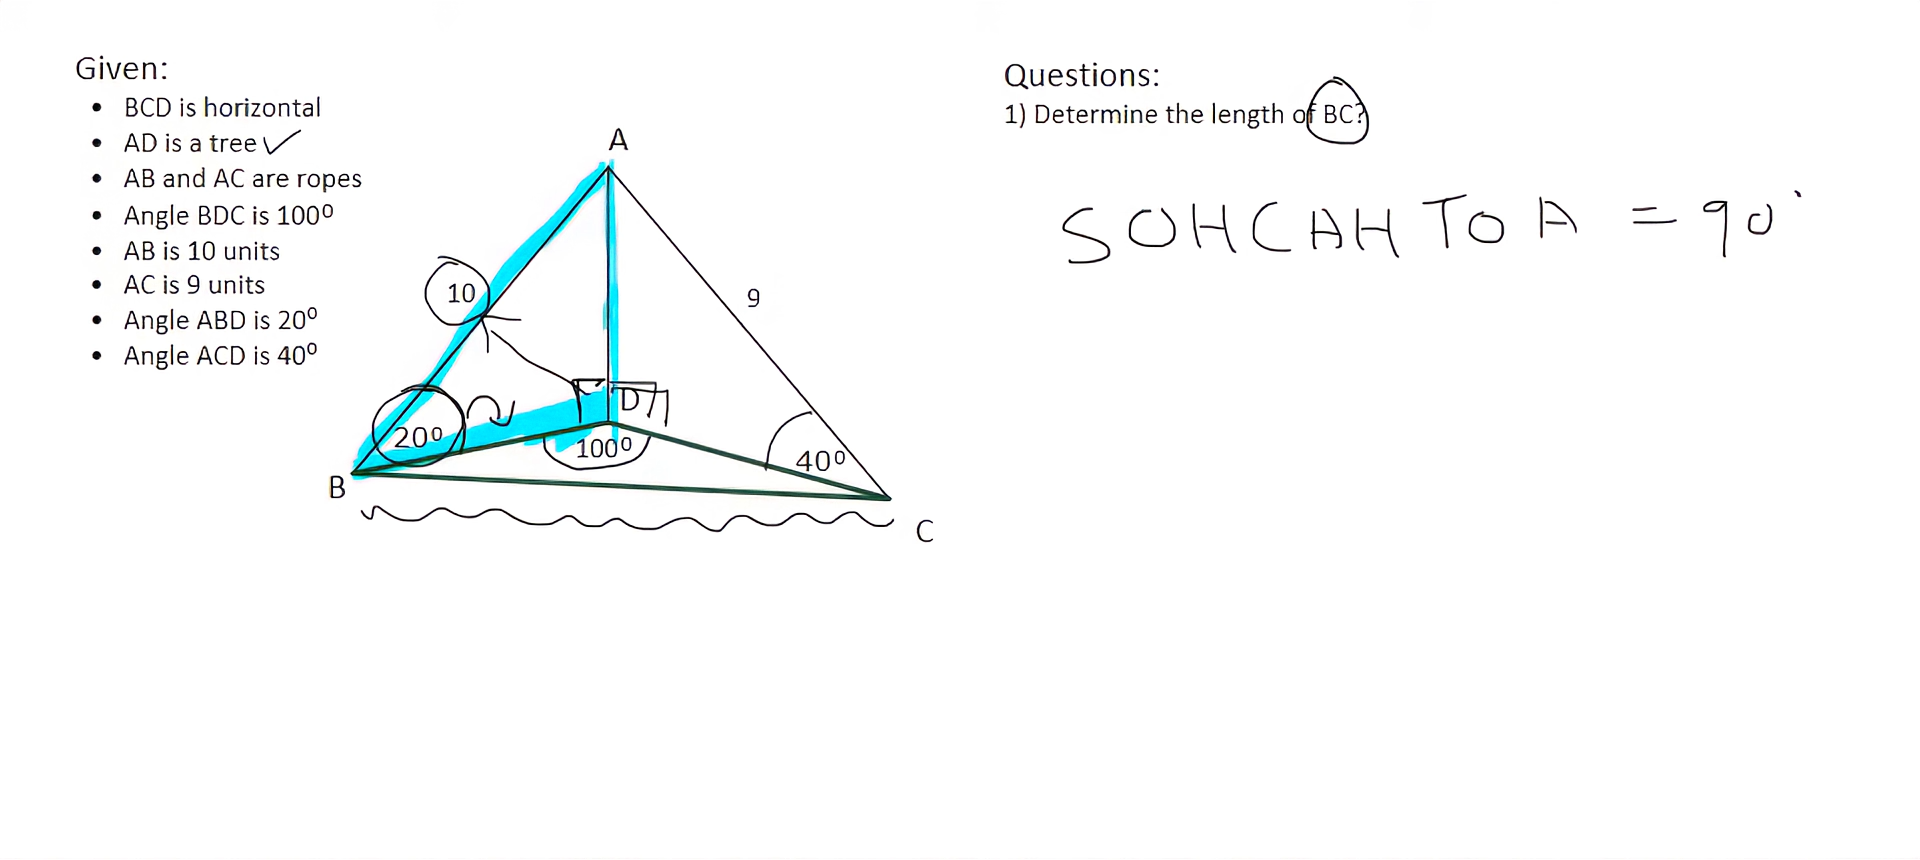 Given:
• BCD is horizontal
• AD is a tree ✓
• AB and AC are ropes
• Angle BDC is 100⁰
• AB is 10 units
• AC is 9 units
• Angle ABD is 20⁰
• Angle ACD is 40⁰
A
10
9
D
20⁰
100⁰
40⁰
B
C
Questions:
1) Determine the length of BC?
SOHCAHTOA = 90°